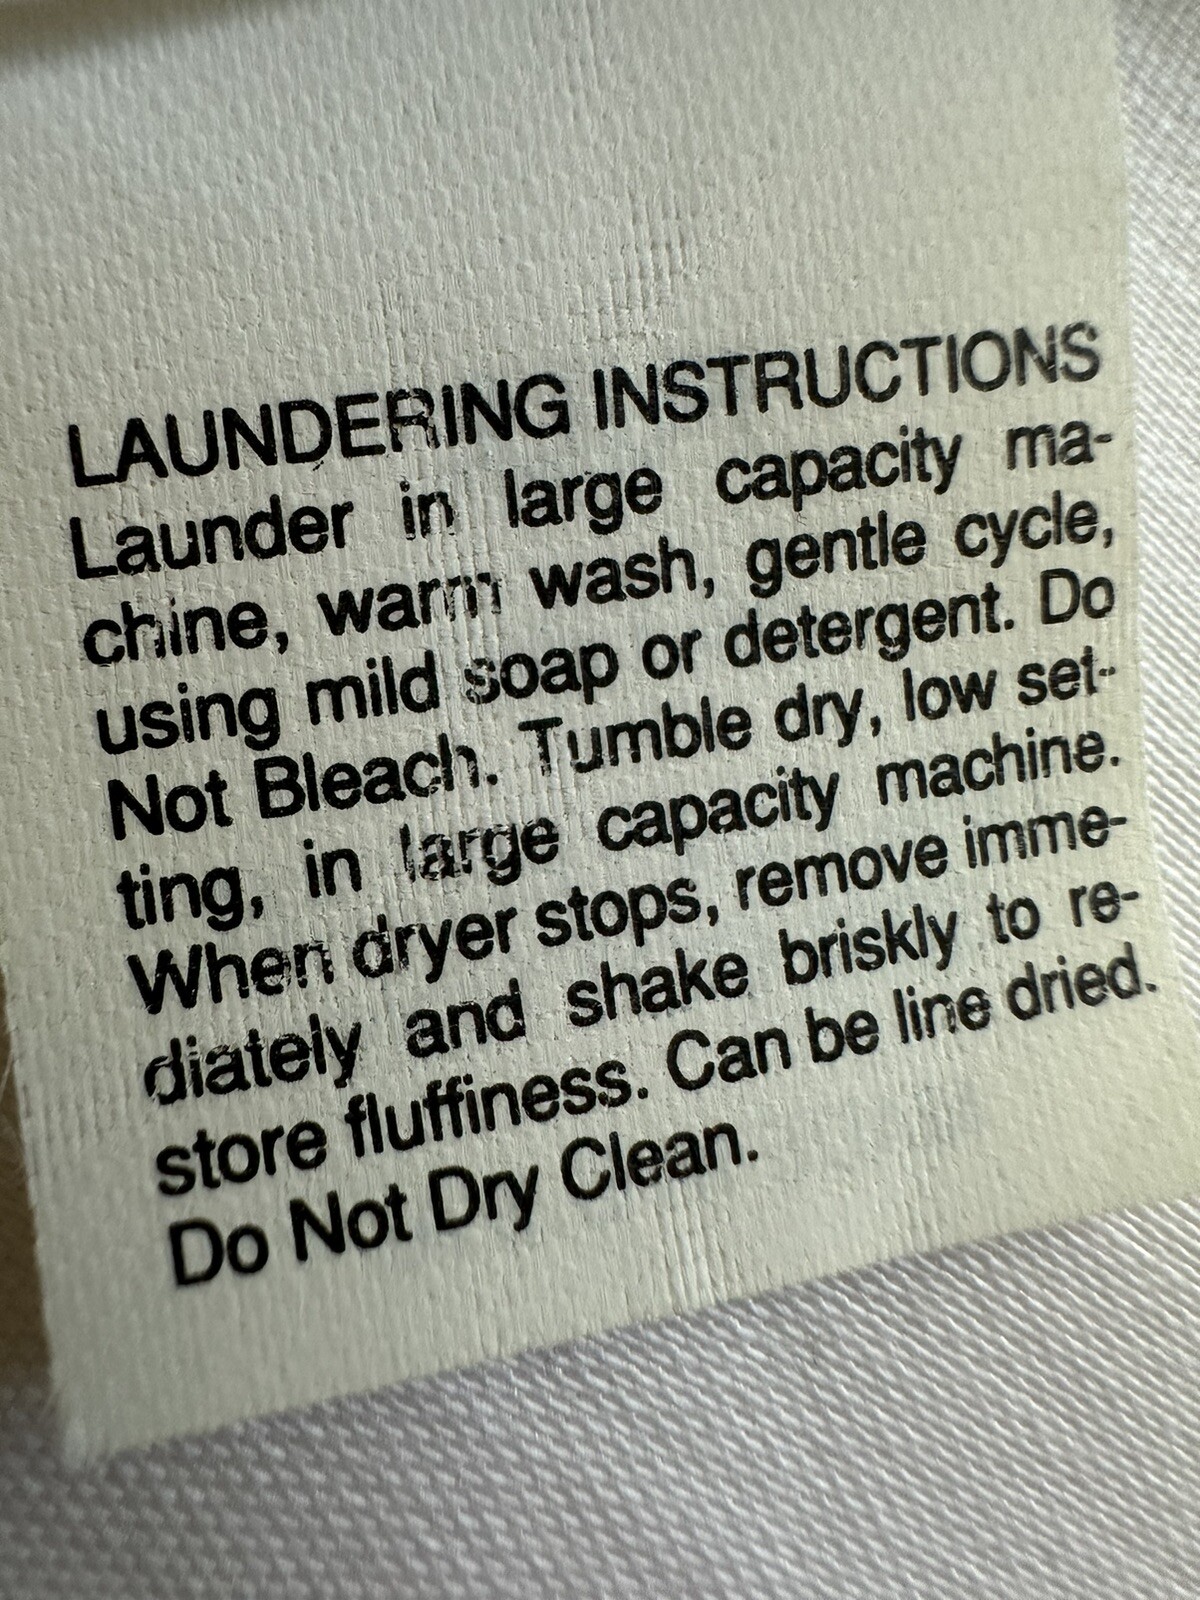 LAUNDERING INSTRUCTIONS
Launder in large capacity ma-
chine, warm wash, gentle cycle,
using mild soap or detergent. Do
Not Bleach. Tumble dry, low set-
ting, in large capacity machine.
When dryer stops, remove imme-
diately and shake briskly to re-
store fluffiness. Can be line dried.
Do Not Dry Clean.